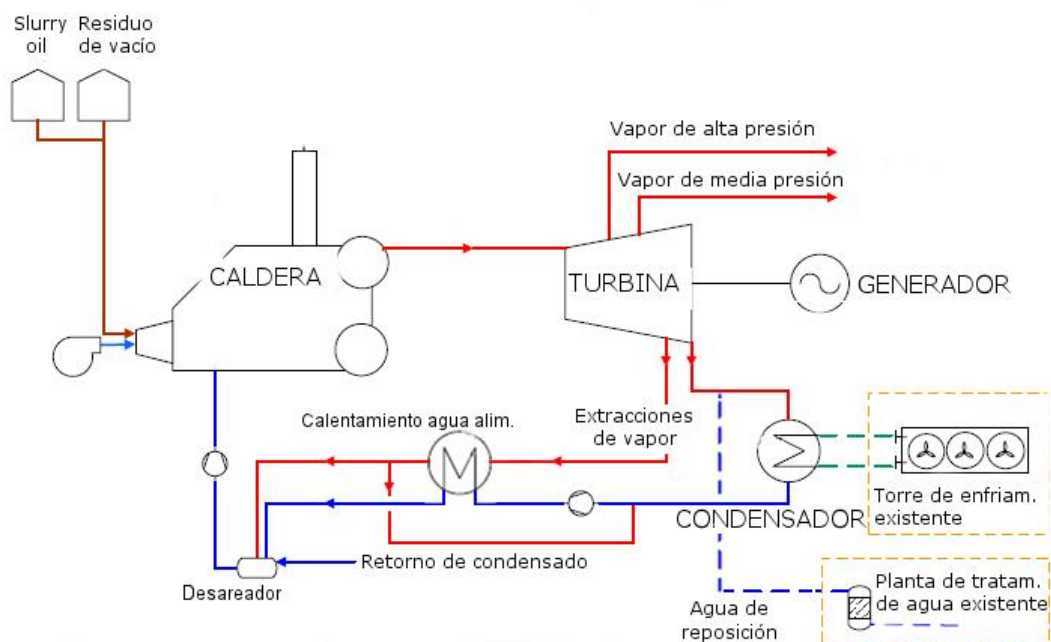 Slurry
oil
Residuo
de vacío
Vapor de alta presión
Vapor de media presión
CALDERA
TURBINA
GENERADOR
Extracciones
de vapor
Calentamiento agua alim.
CONDENSADOR
Torre de enfriam.
existente
Retorno de condensado
Desareador
Agua de
reposición
Planta de tratam.
de agua existente